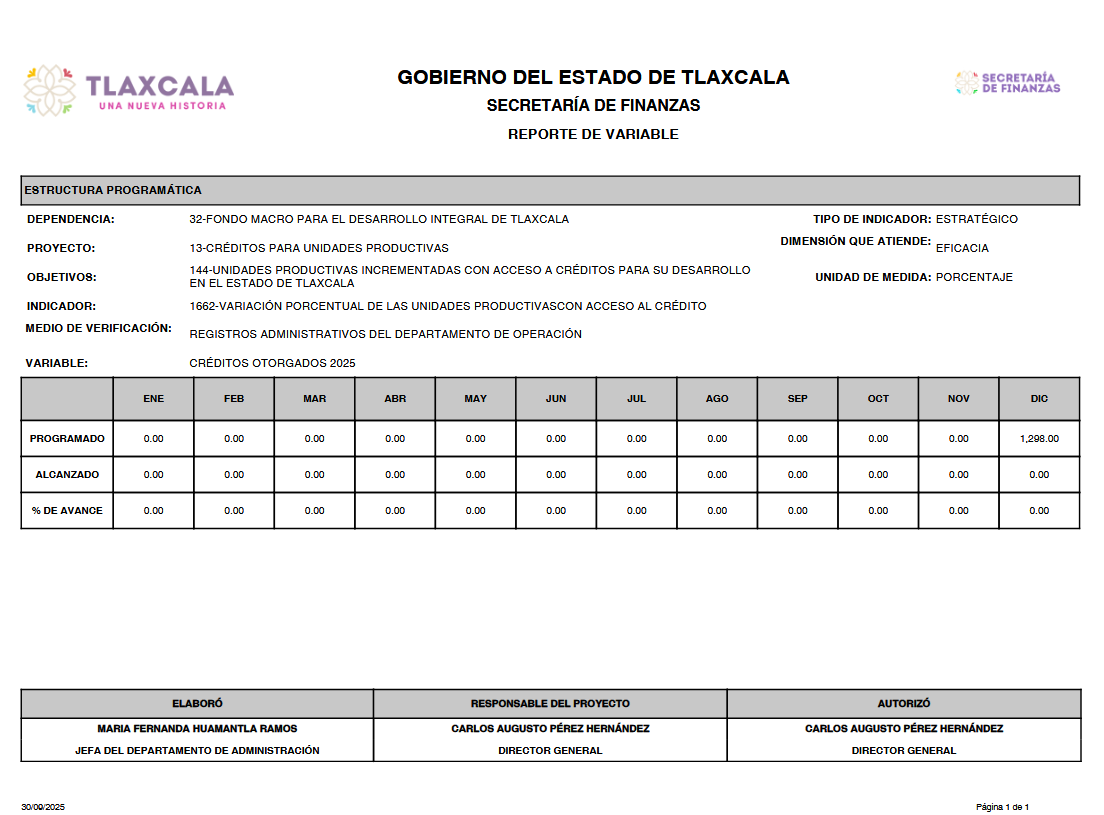 TLAXCALA
UNA NUEVA HISTORIA
GOBIERNO DEL ESTADO DE TLAXCALA
SECRETARÍA DE FINANZAS
REPORTE DE VARIABLE
SECRETARÍA
DE FINANZAS
ESTRUCTURA PROGRAMÁTICA
DEPENDENCIA: 32-FONDO MACRO PARA EL DESARROLLO INTEGRAL DE TLAXCALA TIPO DE INDICADOR: ESTRATÉGICO
PROYECTO: 13-CRÉDITOS PARA UNIDADES PRODUCTIVAS DIMENSIÓN QUE ATIENDE: EFICACIA
OBJETIVOS: 144-UNIDADES PRODUCTIVAS INCREMENTADAS CON ACCESO A CRÉDITOS PARA SU DESARROLLO
EN EL ESTADO DE TLAXCALA UNIDAD DE MEDIDA: PORCENTAJE
INDICADOR: 1662-VARIACIÓN PORCENTUAL DE LAS UNIDADES PRODUCTIVASCON ACCESO AL CRÉDITO
MEDIO DE VERIFICACIÓN: REGISTROS ADMINISTRATIVOS DEL DEPARTAMENTO DE OPERACIÓN
VARIABLE: CRÉDITOS OTORGADOS 2025
ENE FEB MAR ABR MAY JUN JUL AGO SEP OCT NOV DIC
PROGRAMADO 0.00 0.00 0.00 0.00 0.00 0.00 0.00 0.00 0.00 0.00 0.00 1,298.00
ALCANZADO 0.00 0.00 0.00 0.00 0.00 0.00 0.00 0.00 0.00 0.00 0.00 0.00
% DE AVANCE 0.00 0.00 0.00 0.00 0.00 0.00 0.00 0.00 0.00 0.00 0.00 0.00
ELABORÓ RESPONSABLE DEL PROYECTO AUTORIZÓ
MARIA FERNANDA HUAMANTLA RAMOS CARLOS AUGUSTO PÉREZ HERNÁNDEZ CARLOS AUGUSTO PÉREZ HERNÁNDEZ
JEFA DEL DEPARTAMENTO DE ADMINISTRACIÓN DIRECTOR GENERAL DIRECTOR GENERAL
30/09/2025 Página 1 de 1